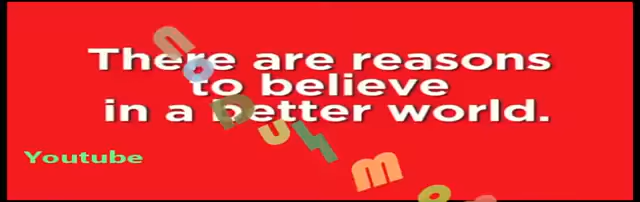 There are reasons
to believe
in a better world.
Youtube